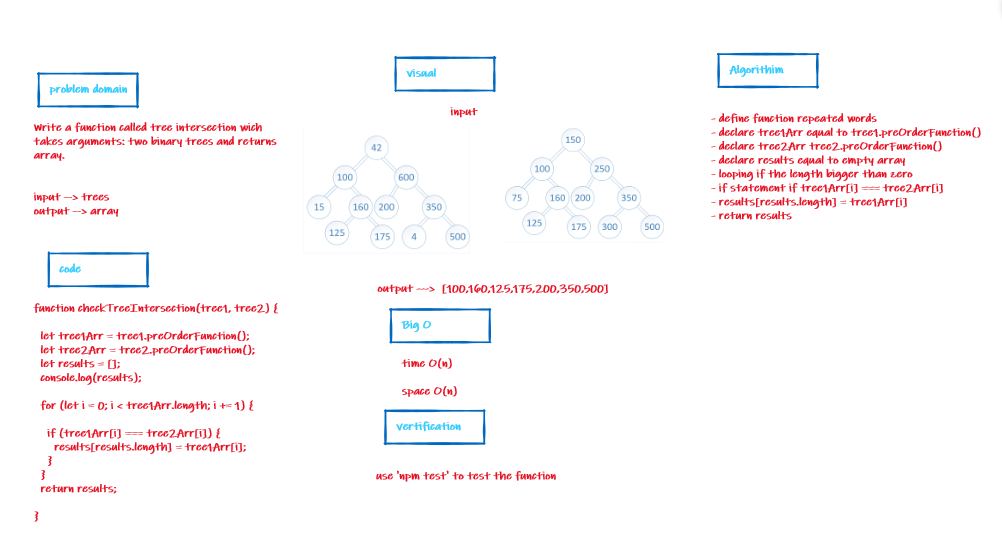 problem domain
Write a function called tree intersection wich
takes arguments: two binary trees and returns
array.
input --> trees
output --> array
code
function checkTreeIntersection(tree1, tree2) {
let tree1Arr = tree1.preOrderFunction();
let tree2Arr = tree2.preOrderFunction();
let results = [];
console.log(results);
for (let i = 0; i < tree1Arr.length; i += 1) {
if (tree1Arr[i] === tree2Arr[i]) {
results[results.length] = tree1Arr[i];
}
}
return results;
}
visual
input
42
100 600
15 160 200 350
125 175 4 500
150
100 250
75 160 200 350
125 175 300 500
output ---> [100,160,125,175,200,350,500]
Big O
time O(n)
space O(n)
vertification
use 'npm test' to test the function
Algorithim
- define function repeated words
- declare tree1Arr equal to tree1.preOrderFunction()
- declare tree2Arr tree2.preOrderFunction()
- declare results equal to empty array
- looping if the length bigger than zero
- if statement if tree1Arr[i] === tree2Arr[i]
- results[results.length] = tree1Arr[i]
- return results